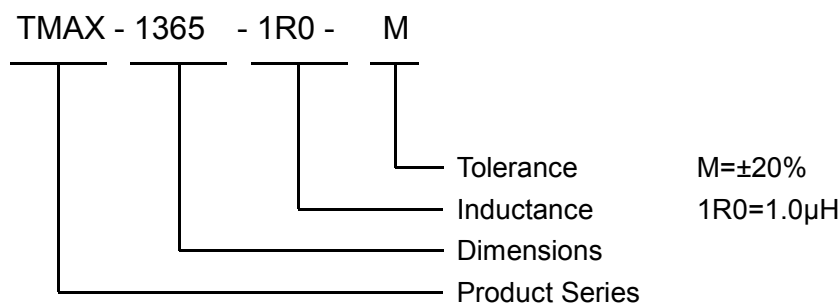 TMAX - 1365 - 1R0 - M
Tolerance M=±20%
Inductance 1R0=1.0μH
Dimensions
Product Series